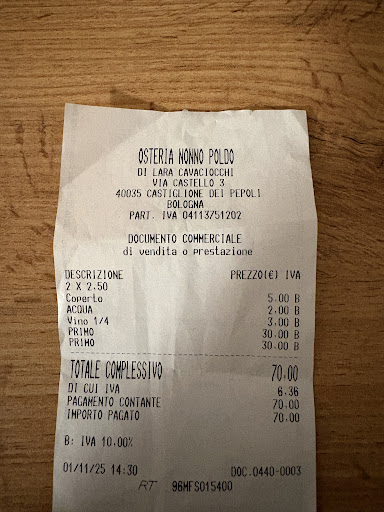 OSTERIA NONNO POLDO
DI LARA CAVACIOCCHI
VIA CASTELLO 3
40035 CASTIGLIONE DEI PEPOLI
BOLOGNA
PART. IVA 04113751202
DOCUMENTO COMMERCIALE
di vendita o prestazione
DESCRIZIONE PREZZO(€) IVA
2 X 2.50
Coperto 5.00 B
ACQUA 2.00 B
Vino 1/4 3.00 B
PRIMO 30.00 B
PRIMO 30.00 B
TOTALE COMPLESSIVO 70.00
DI CUI IVA 6.36
PAGAMENTO CONTANTE 70.00
IMPORTO PAGATO 70.00
B: IVA 10.00%
01/11/25 14:30 DOC.0440-0003
RT 96MFS015400